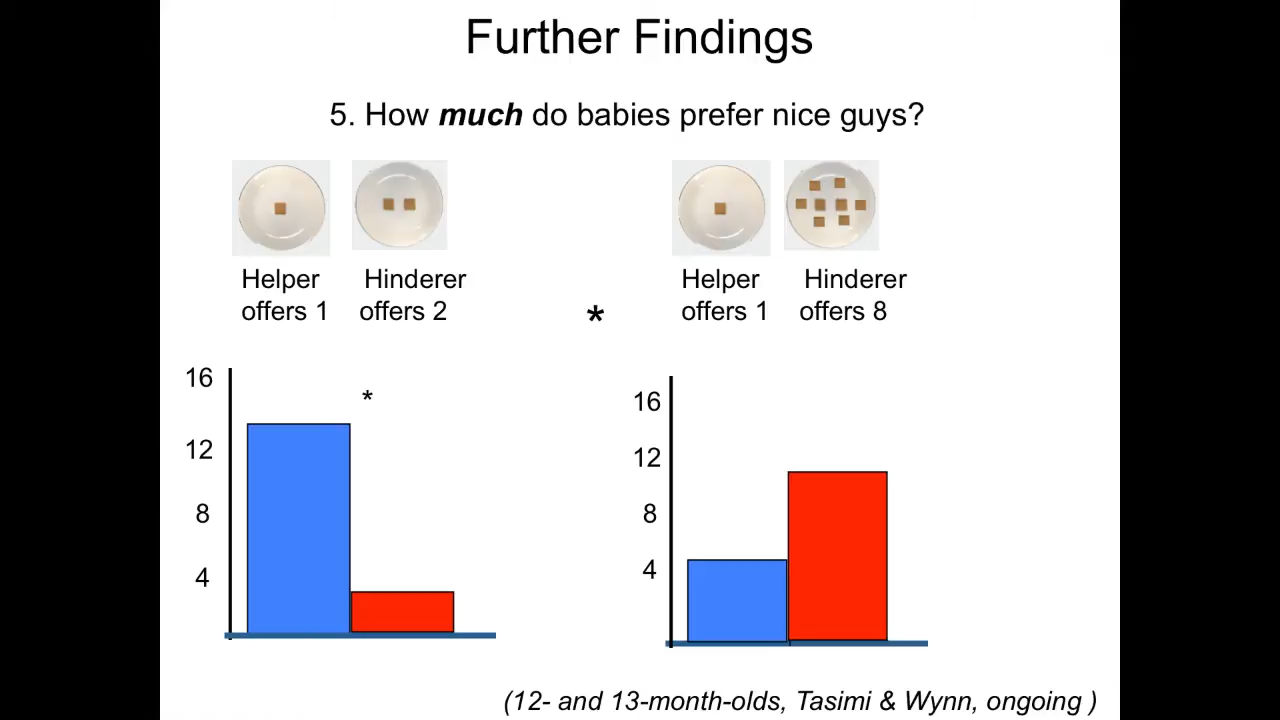 Further Findings
5. How much do babies prefer nice guys?
Helper Hinderer
offers 1 offers 2
*
Helper Hinderer
offers 1 offers 8
16
12
8
4
*
16
12
8
4
(12- and 13-month-olds, Tasimi & Wynn, ongoing )